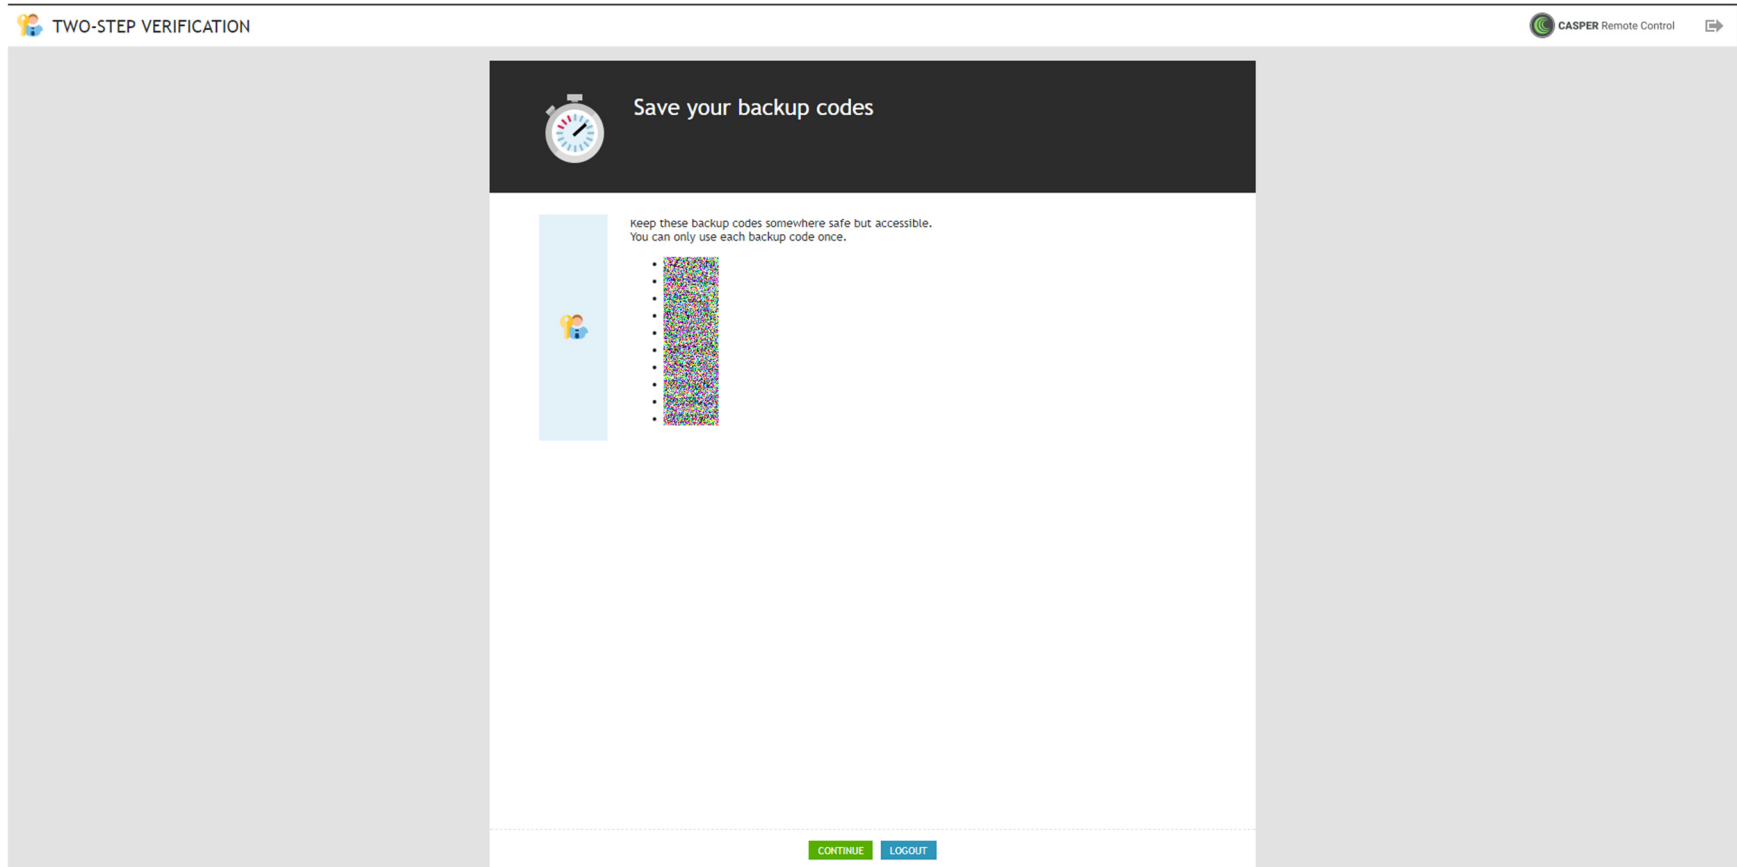 TWO-STEP VERIFICATION
CASPER Remote Control
Save your backup codes
Keep these backup codes somewhere safe but accessible.
You can only use each backup code once.
CONTINUE
LOGOUT